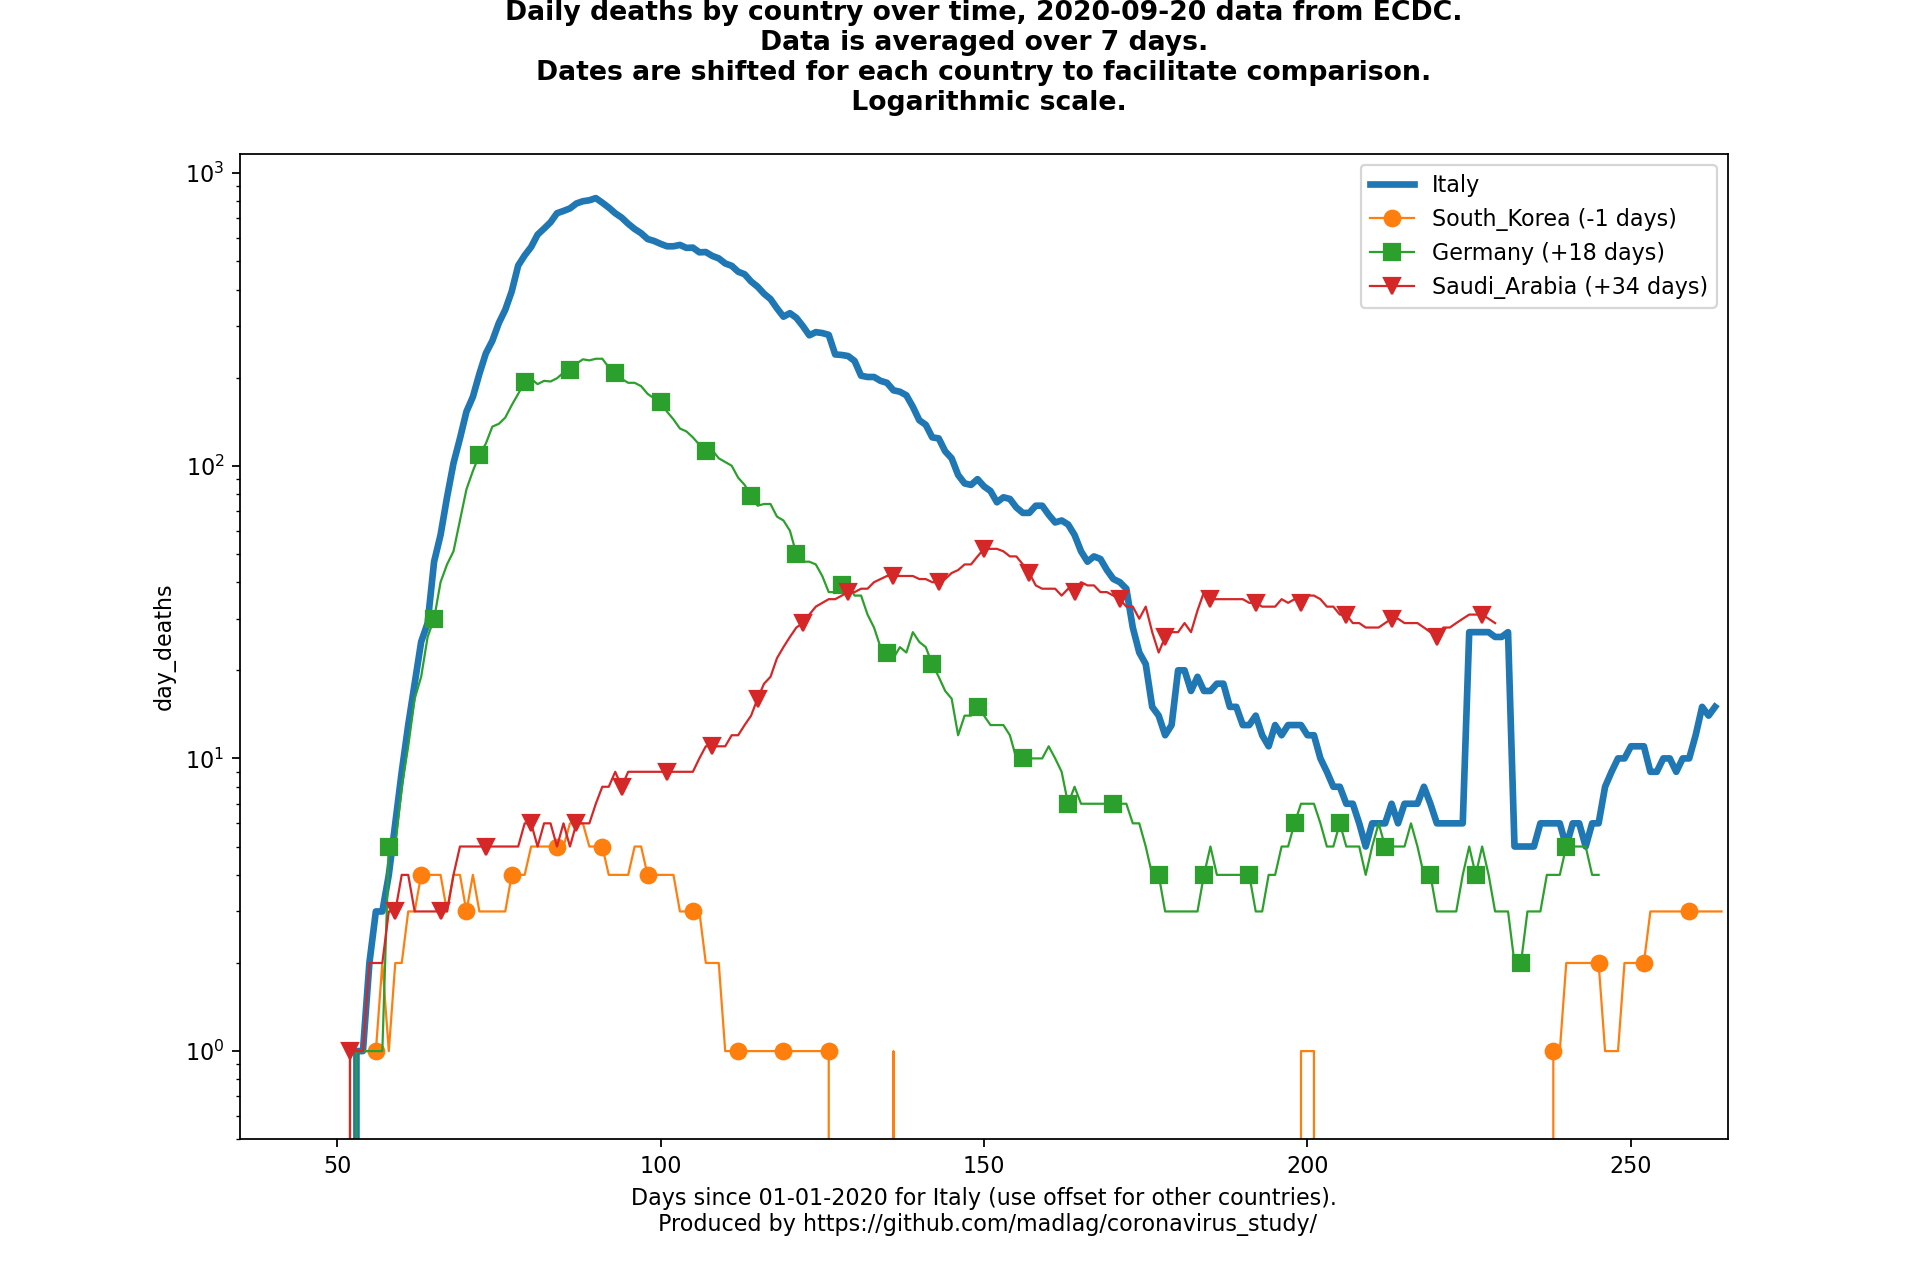 Daily deaths by country over time, 2020-09-20 data from ECDC.
Data is averaged over 7 days.
Dates are shifted for each country to facilitate comparison.
Logarithmic scale.
10³
10²
10¹
10⁰
day_deaths
Italy
South_Korea (-1 days)
Germany (+18 days)
Saudi_Arabia (+34 days)
50 100 150 200 250
Days since 01-01-2020 for Italy (use offset for other countries).
Produced by https://github.com/madlag/coronavirus_study/